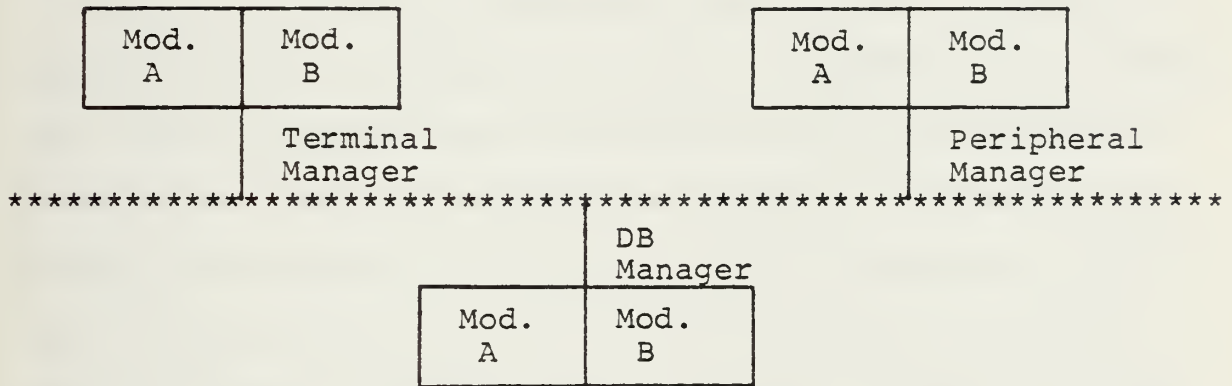 Mod. Mod. Mod. Mod.
A B A B
Terminal Peripheral
Manager Manager
********************************************************************************
DB
Manager
Mod. Mod.
A B